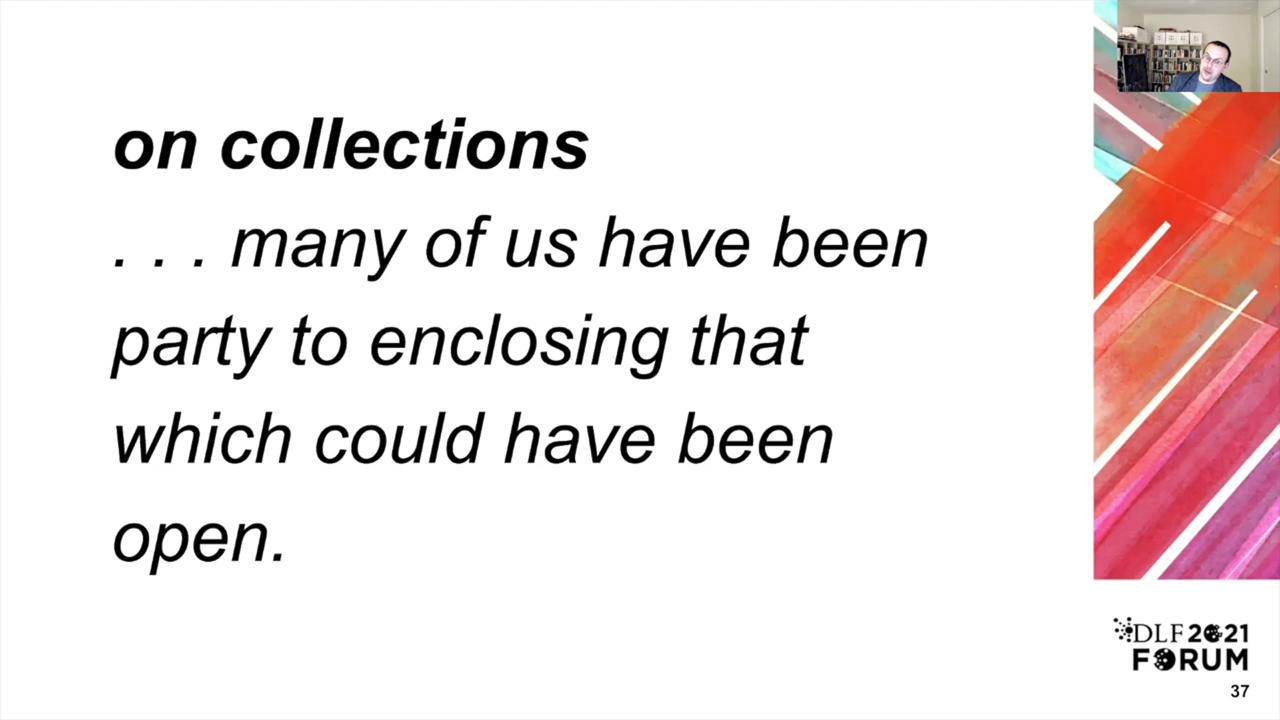 on collections
. . . many of us have been
party to enclosing that
which could have been
open.
DLF 2021
FORUM
37